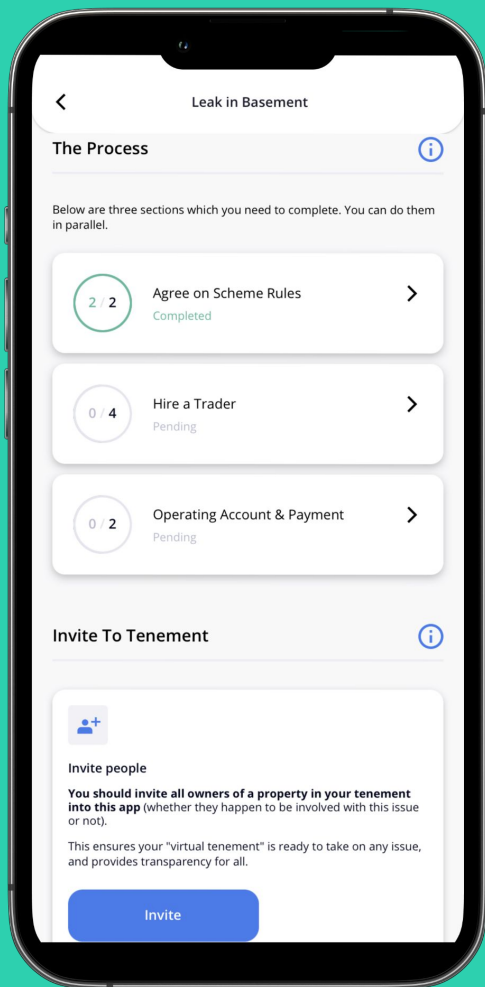 Leak in Basement
The Process
Below are three sections which you need to complete. You can do them
in parallel.
2 / 2
Agree on Scheme Rules
Completed
0 / 4
Hire a Trader
Pending
0 / 2
Operating Account & Payment
Pending
Invite To Tenement
Invite people
You should invite all owners of a property in your tenement
into this app (whether they happen to be involved with this issue
or not).
This ensures your "virtual tenement" is ready to take on any issue,
and provides transparency for all.
Invite